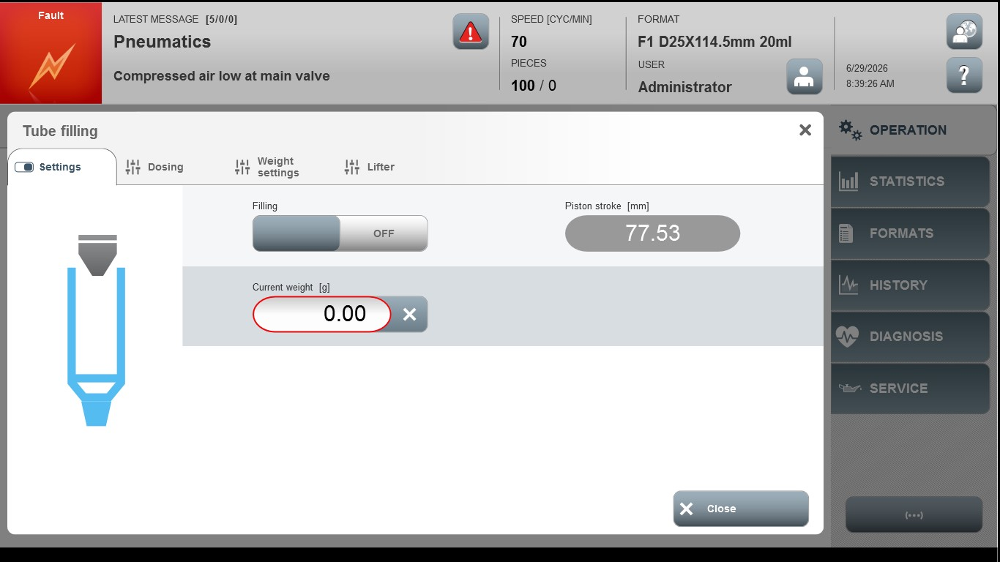 Fault
LATEST MESSAGE [5/0/0]
Pneumatics
Compressed air low at main valve
SPEED [CYC/MIN]
70
PIECES
100 / 0
FORMAT
F1 D25X114.5mm 20ml
USER
Administrator
6/29/2026
8:39:26 AM
?
Tube filling
Settings
Dosing
Weight
settings
Lifter
Filling
OFF
Piston stroke [mm]
77.53
Current weight [g]
0.00
Close
OPERATION
STATISTICS
FORMATS
HISTORY
DIAGNOSIS
SERVICE
(•••)